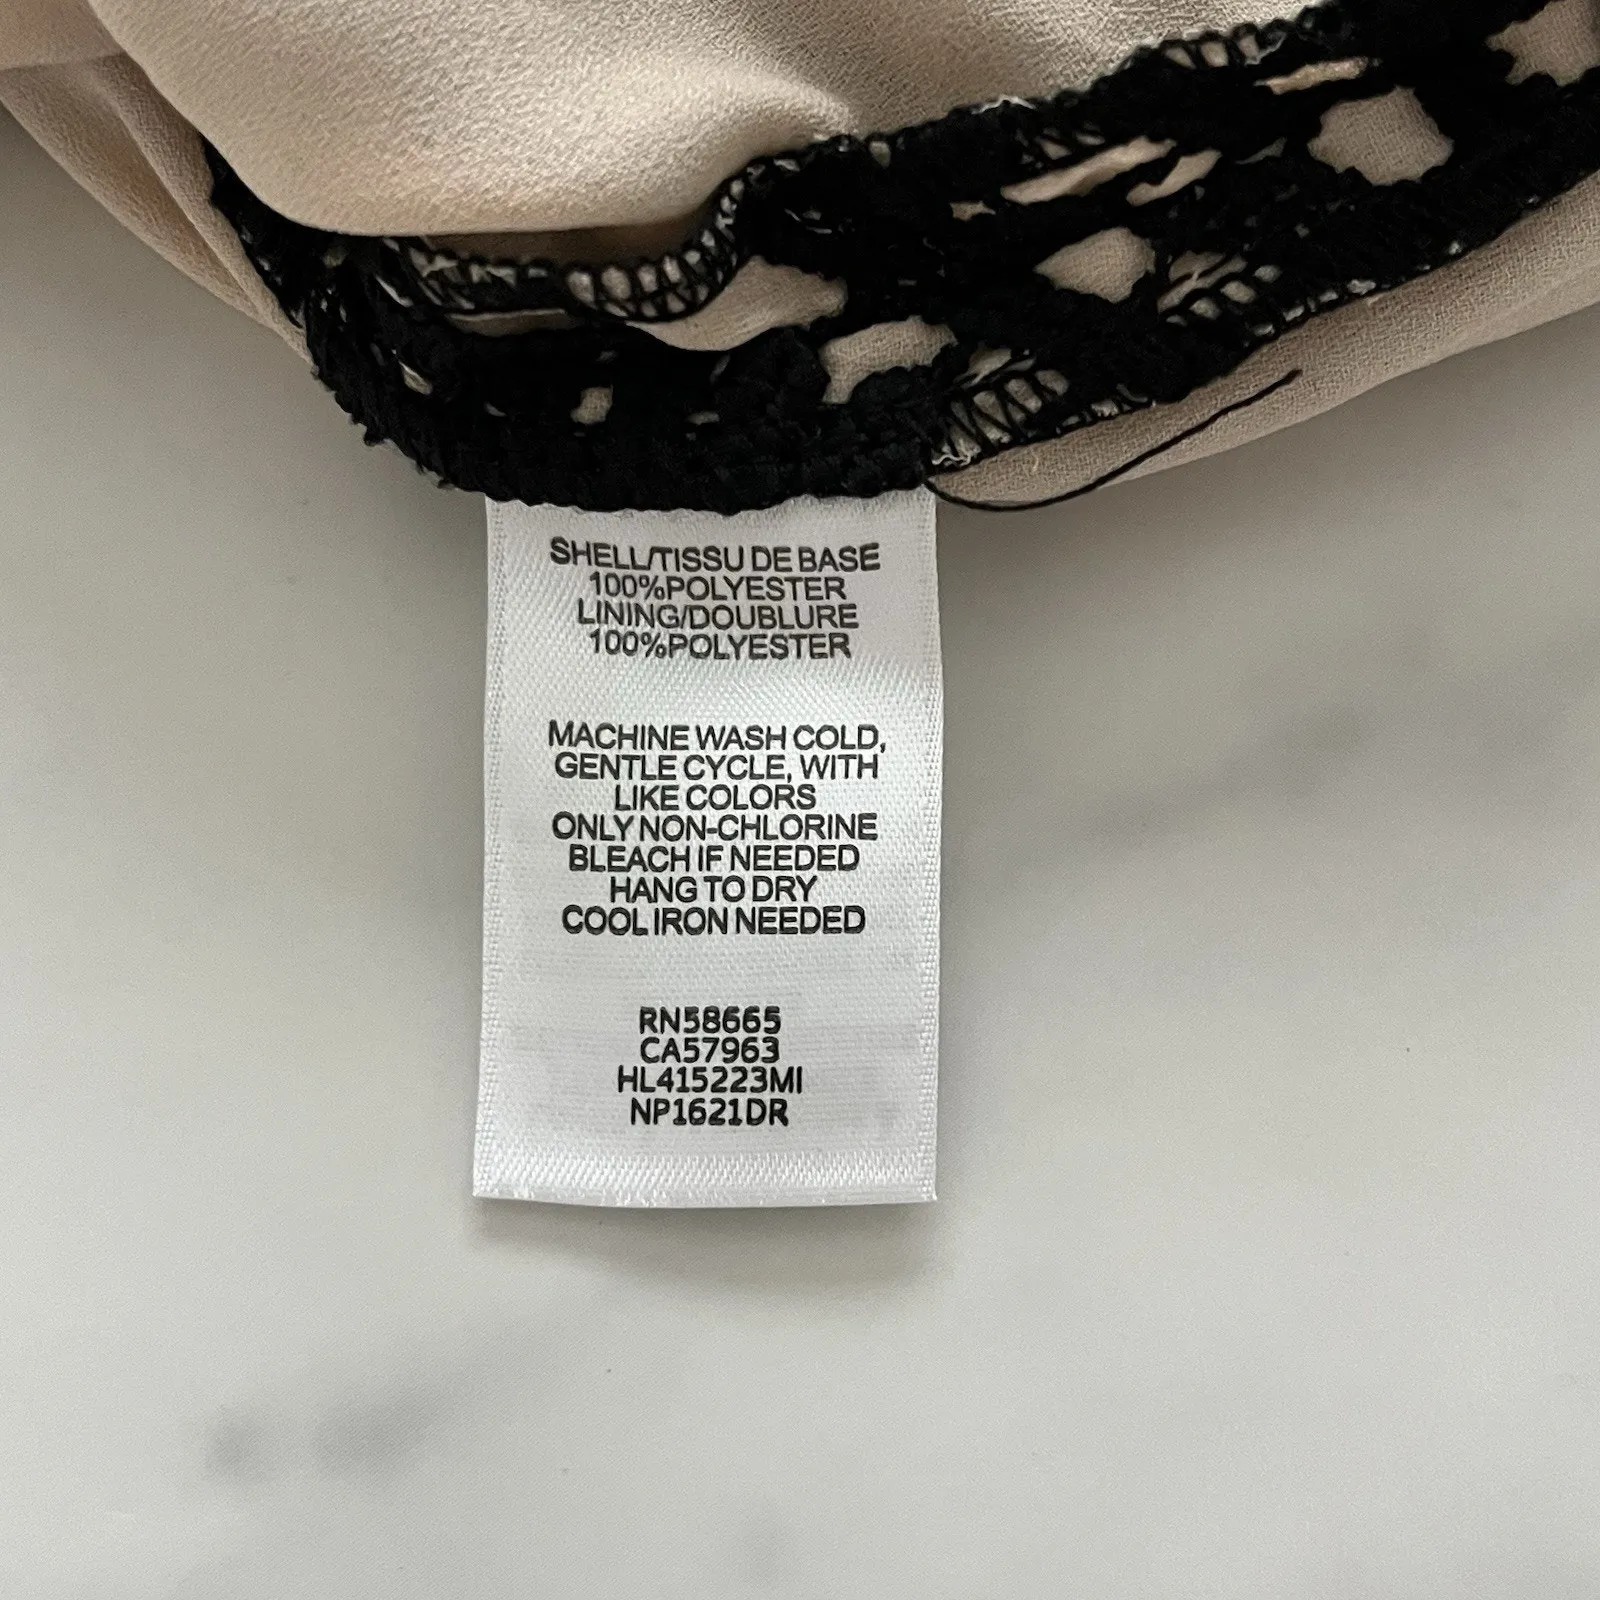 SHELL/TISSU DE BASE
100%POLYESTER
LINING/DOUBLURE
100%POLYESTER
MACHINE WASH COLD,
GENTLE CYCLE, WITH
LIKE COLORS
ONLY NON-CHLORINE
BLEACH IF NEEDED
HANG TO DRY
COOL IRON NEEDED
RN58665
CA57963
HL415223MI
NP1621DR